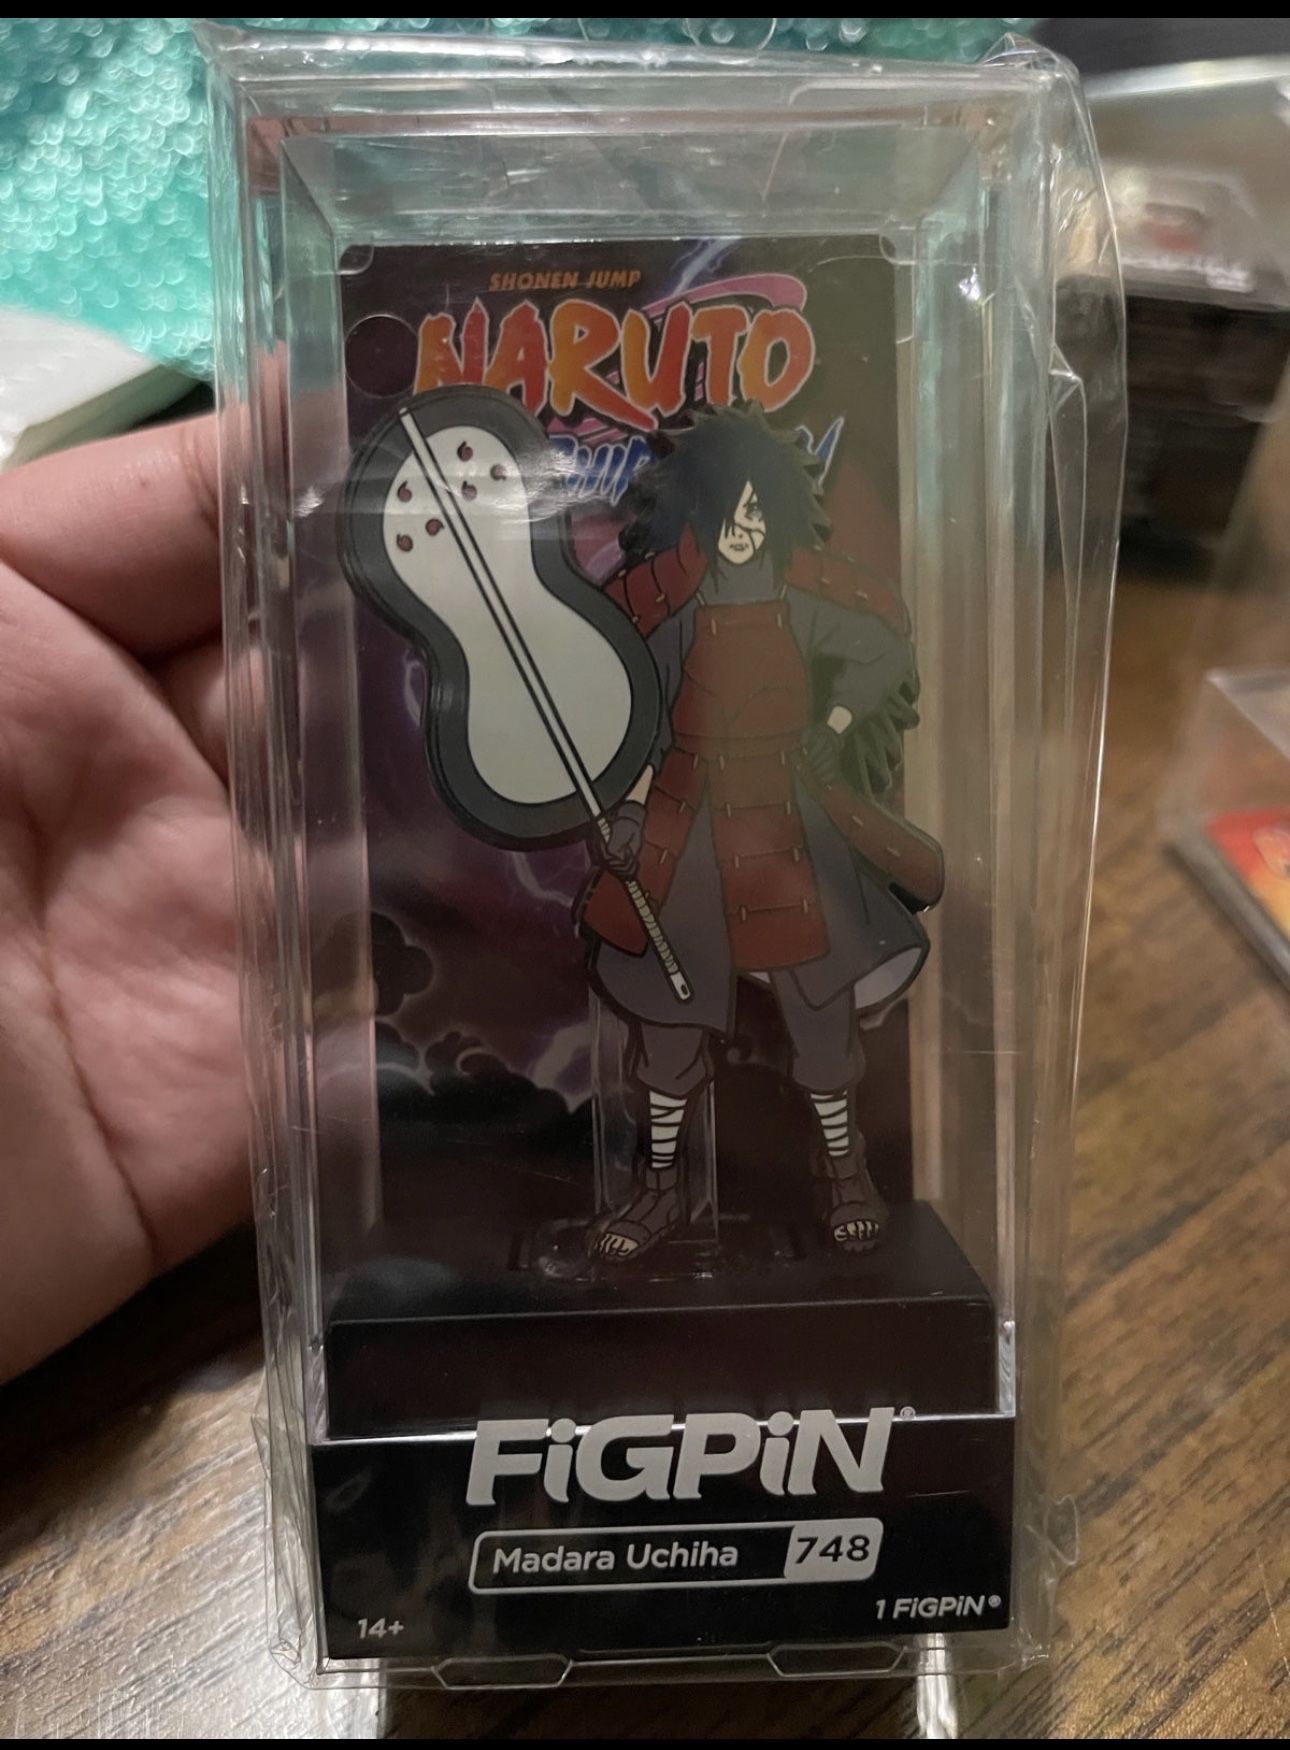 SHONEN JUMP
NARUTO
FiGPiN®
Madara Uchiha 748
1 FiGPiN®
14+